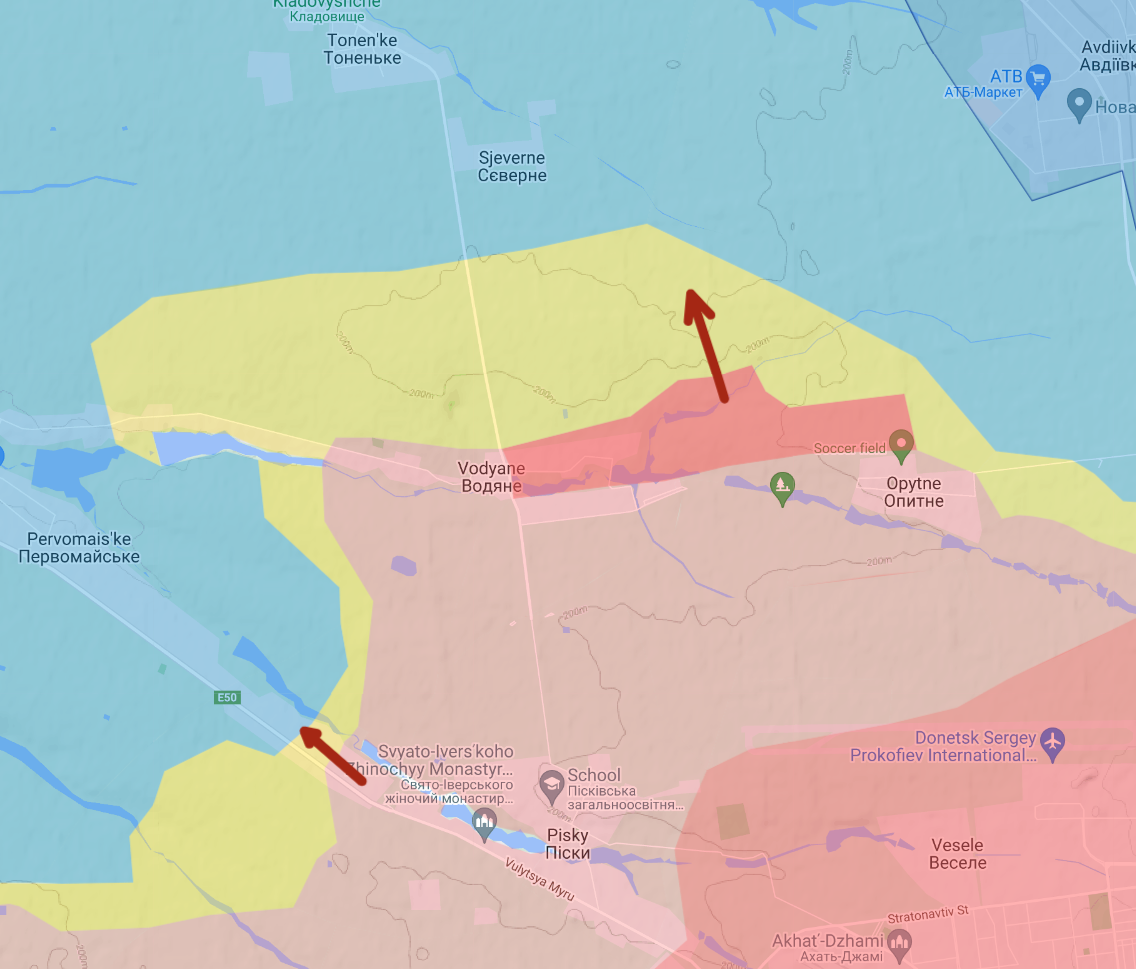 Kladovyshche
Кладовище
Tonen'ke
Тоненьке
Avdiivk
Авдіївк
АТВ
АТБ-Маркет
Нова
200m
Sjeverne
Сєверне
200m
200m
200m
200m
Soccer field
Vodyane
Водяне
Opytne
Опитне
Pervomais'ke
Первомайське
200m
200m
E50
Svyato-Ivers'koho
Zhinochyy Monastyr...
Свято-Іверського
жіночий монастир...
School
Пісківська
загальноосвітня...
200m
Donetsk Sergey
Prokofiev International...
Pisky
Піски
Vesele
Веселе
Vulytsya Myru
Stratonavtiv St
Akhat'-Dzhami
Ахать-Джамі
200m
200m